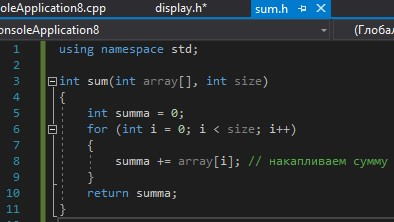 oleApplication8.cpp display.h* sum.h
onsoleApplication8 (Глобал
1 using namespace std;
2
3 int sum(int array[], int size)
4 {
5 int summa = 0;
6 for (int i = 0; i < size; i++)
7 {
8 summa += array[i]; // накапливаем сумму
9 }
10 return summa;
11 }